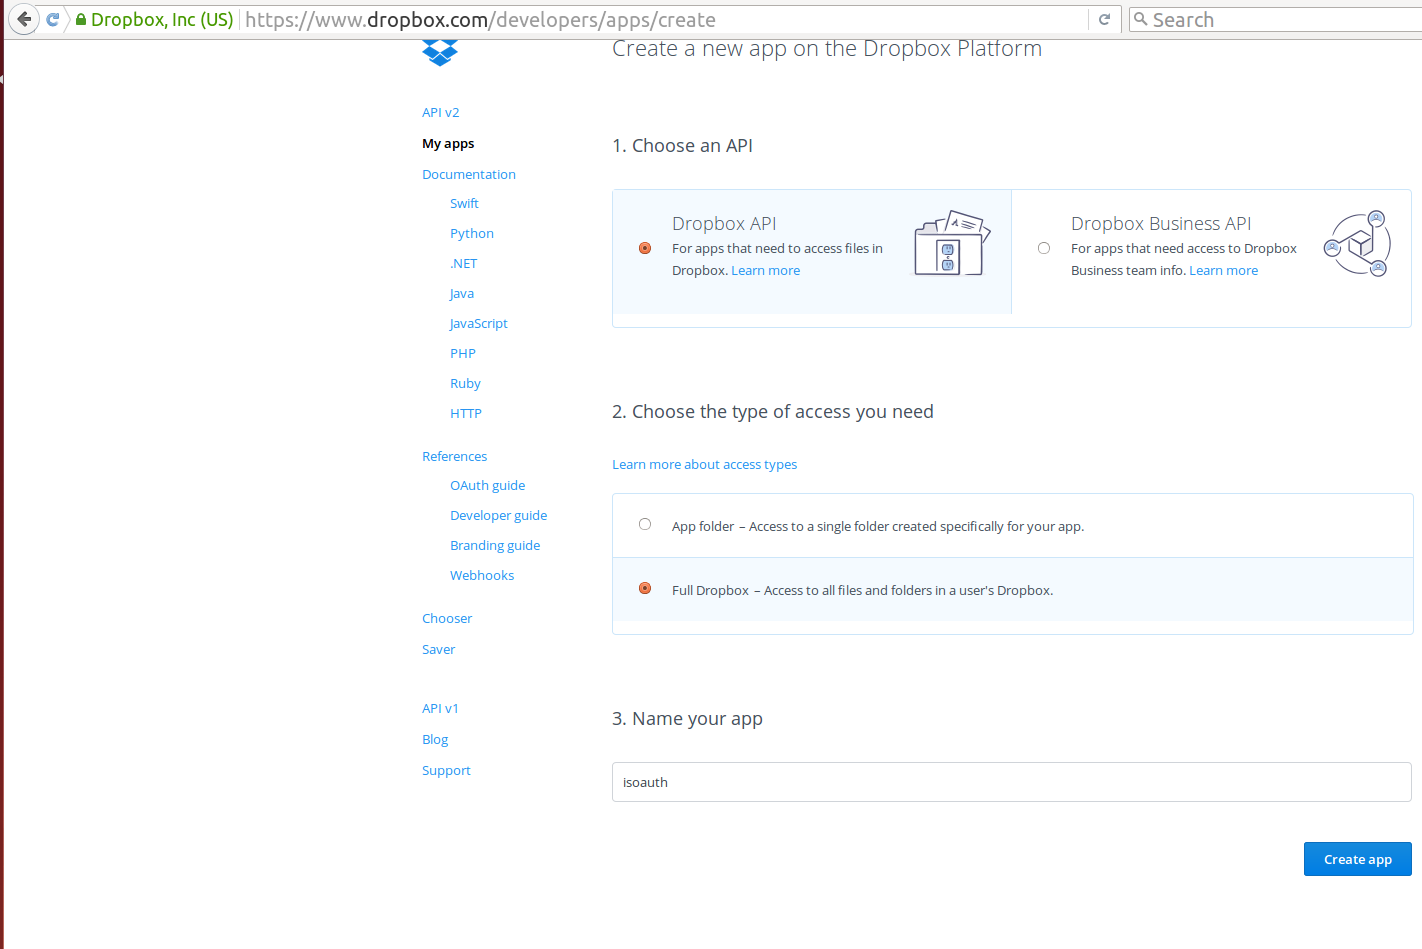 Dropbox, Inc (US) https://www.dropbox.com/developers/apps/create Search
Create a new app on the Dropbox Platform
API v2
My apps
Documentation
Swift
Python
.NET
Java
JavaScript
PHP
Ruby
HTTP
References
OAuth guide
Developer guide
Branding guide
Webhooks
Chooser
Saver
API v1
Blog
Support
1. Choose an API
Dropbox API
For apps that need to access files in
Dropbox. Learn more
Dropbox Business API
For apps that need access to Dropbox
Business team info. Learn more
2. Choose the type of access you need
Learn more about access types
App folder – Access to a single folder created specifically for your app.
Full Dropbox – Access to all files and folders in a user's Dropbox.
3. Name your app
isoauth
Create app